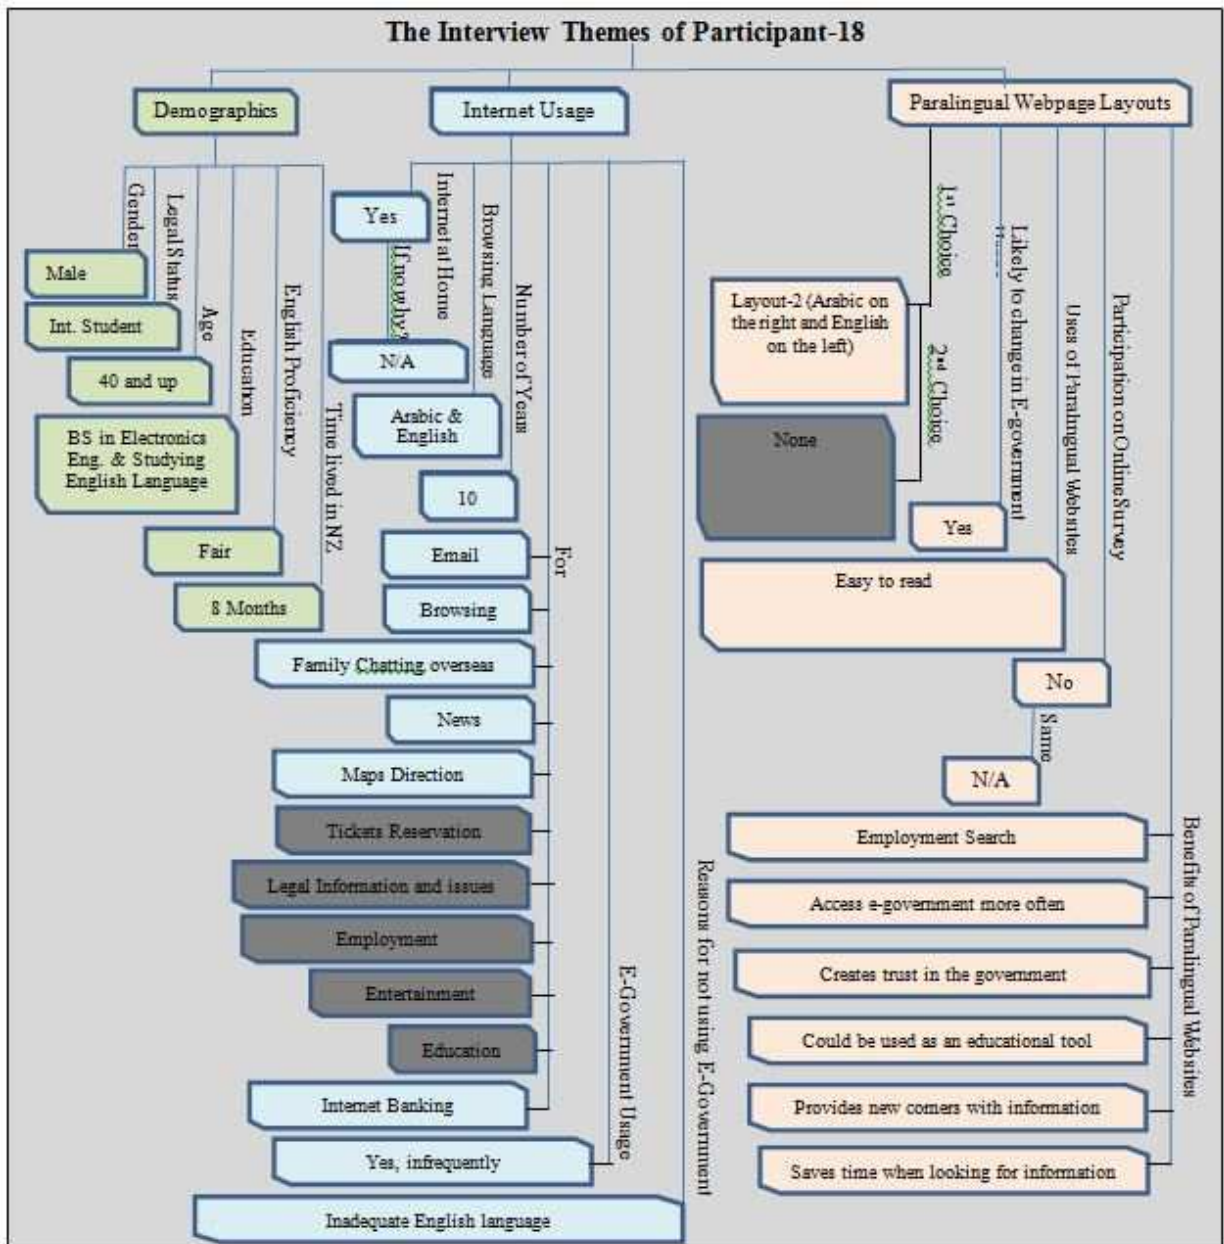 The Interview Themes of Participant-18
Demographics
Internet Usage
Paralingual Webpage Layouts
Gender
Legal Status
Age
Education
English Proficiency
Time lived in NZ
Male
Int. Student
40 and up
BS in Electronics
Eng. & Studying
English Language
Fair
8 Months
Internet at Home
Yes
If no why?
N/A
Browsing Language
Arabic &
English
Number of Years
10
For
Email
Browsing
Family Chatting overseas
News
Maps Direction
Tickets Reservation
Legal Information and issues
Employment
Entertainment
Education
Internet Banking
E-Government Usage
Yes, infrequently
Reasons for not using E-Government
Inadequate English language
1st Choice
Layout-2 (Arabic on
the right and English
on the left)
2nd Choice
None
Likely to change in E-government
Yes
Uses of Paralingual Websites
Easy to read
Participation on Online Survey
No
Same
N/A
Benefits of Paralingual Websites
Employment Search
Access e-government more often
Creates trust in the government
Could be used as an educational tool
Provides new comers with information
Saves time when looking for information